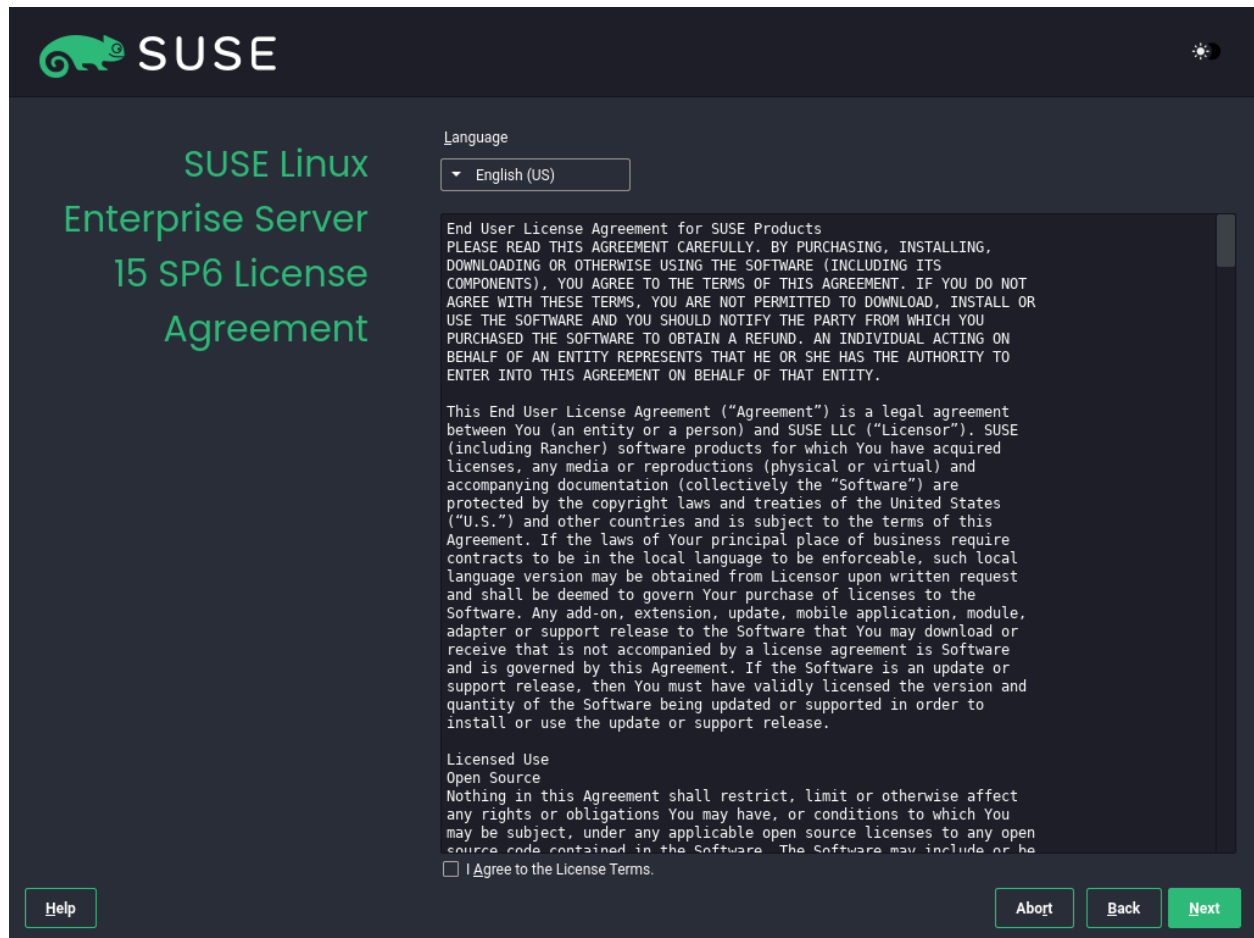 SUSE
SUSE Linux
Enterprise Server
15 SP6 License
Agreement
Language
English (US)
End User License Agreement for SUSE Products
PLEASE READ THIS AGREEMENT CAREFULLY. BY PURCHASING, INSTALLING,
DOWNLOADING OR OTHERWISE USING THE SOFTWARE (INCLUDING ITS
COMPONENTS), YOU AGREE TO THE TERMS OF THIS AGREEMENT. IF YOU DO NOT
AGREE WITH THESE TERMS, YOU ARE NOT PERMITTED TO DOWNLOAD, INSTALL OR
USE THE SOFTWARE AND YOU SHOULD NOTIFY THE PARTY FROM WHICH YOU
PURCHASED THE SOFTWARE TO OBTAIN A REFUND. AN INDIVIDUAL ACTING ON
BEHALF OF AN ENTITY REPRESENTS THAT HE OR SHE HAS THE AUTHORITY TO
ENTER INTO THIS AGREEMENT ON BEHALF OF THAT ENTITY.
This End User License Agreement (“Agreement”) is a legal agreement
between You (an entity or a person) and SUSE LLC (“Licensor”). SUSE
(including Rancher) software products for which You have acquired
licenses, any media or reproductions (physical or virtual) and
accompanying documentation (collectively the “Software”) are
protected by the copyright laws and treaties of the United States
(“U.S.”) and other countries and is subject to the terms of this
Agreement. If the laws of Your principal place of business require
contracts to be in the local language to be enforceable, such local
language version may be obtained from Licensor upon written request
and shall be deemed to govern Your purchase of licenses to the
Software. Any add-on, extension, update, mobile application, module,
adapter or support release to the Software that You may download or
receive that is not accompanied by a license agreement is Software
and is governed by this Agreement. If the Software is an update or
support release, then You must have validly licensed the version and
quantity of the Software being updated or supported in order to
install or use the update or support release.
Licensed Use
Open Source
Nothing in this Agreement shall restrict, limit or otherwise affect
any rights or obligations You may have, or conditions to which You
may be subject, under any applicable open source licenses to any open
source code contained in the Software. The Software may include or be
I Agree to the License Terms.
Help
Abort
Back
Next